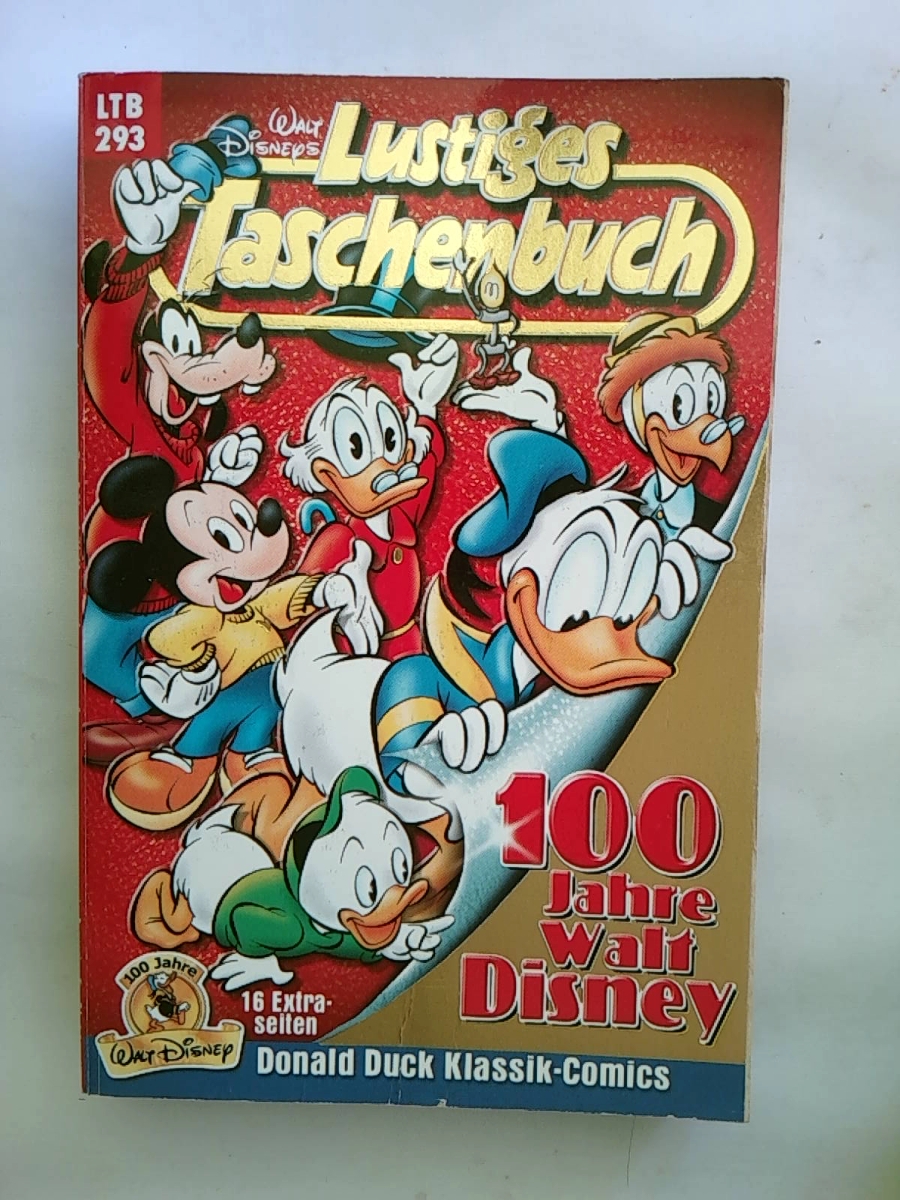 LTB
293
WALT
DISNEYS
Lustiges
Taschenbuch
100
Jahre
Walt
Disney
100 Jahre
WALT DISNEY
16 Extra-
seiten
Donald Duck Klassik-Comics